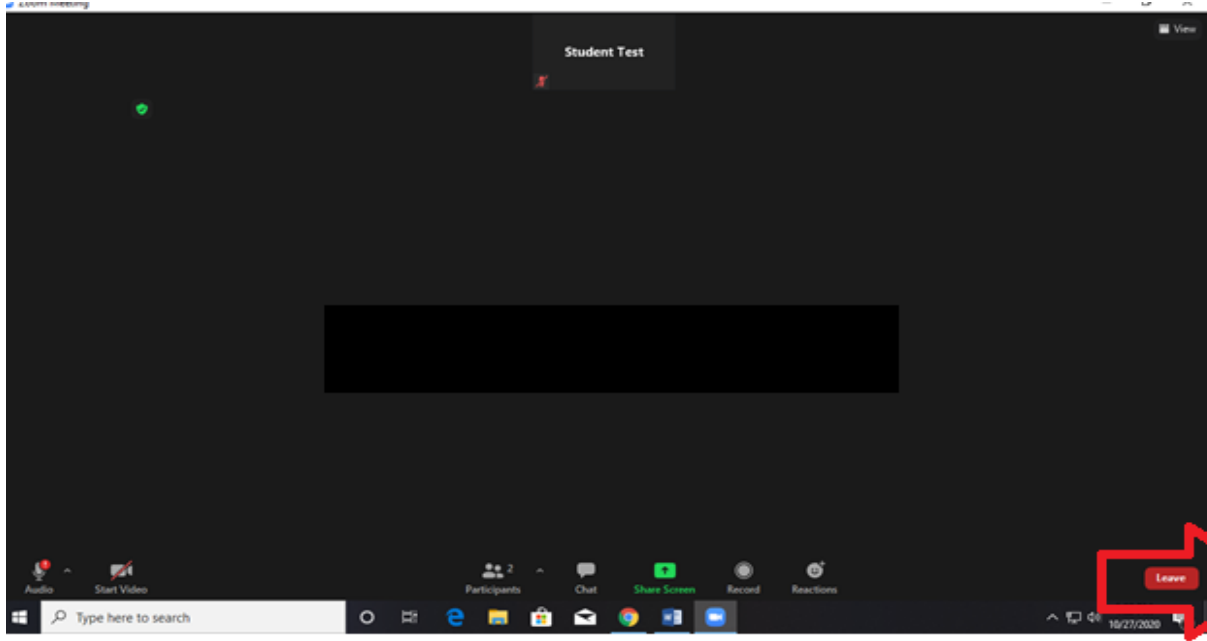 Zoom Meeting
View
Student Test
2
Audio
Start Video
Participants
Chat
Share Screen
Record
Reactions
Leave
Type here to search
10/27/2020